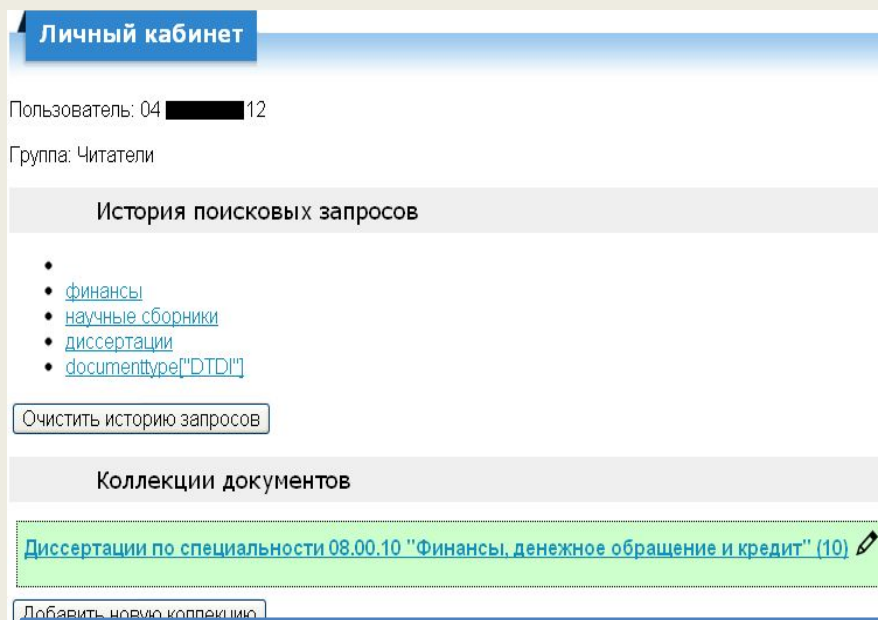 Личный кабинет
Пользователь: 04 12
Группа: Читатели
История поисковых запросов
финансы
научные сборники
диссертации
documenttype["DTDI"]
Очистить историю запросов
Коллекции документов
Диссертации по специальности 08.00.10 "Финансы, денежное обращение и кредит" (10)
Добавить новую коллекцию